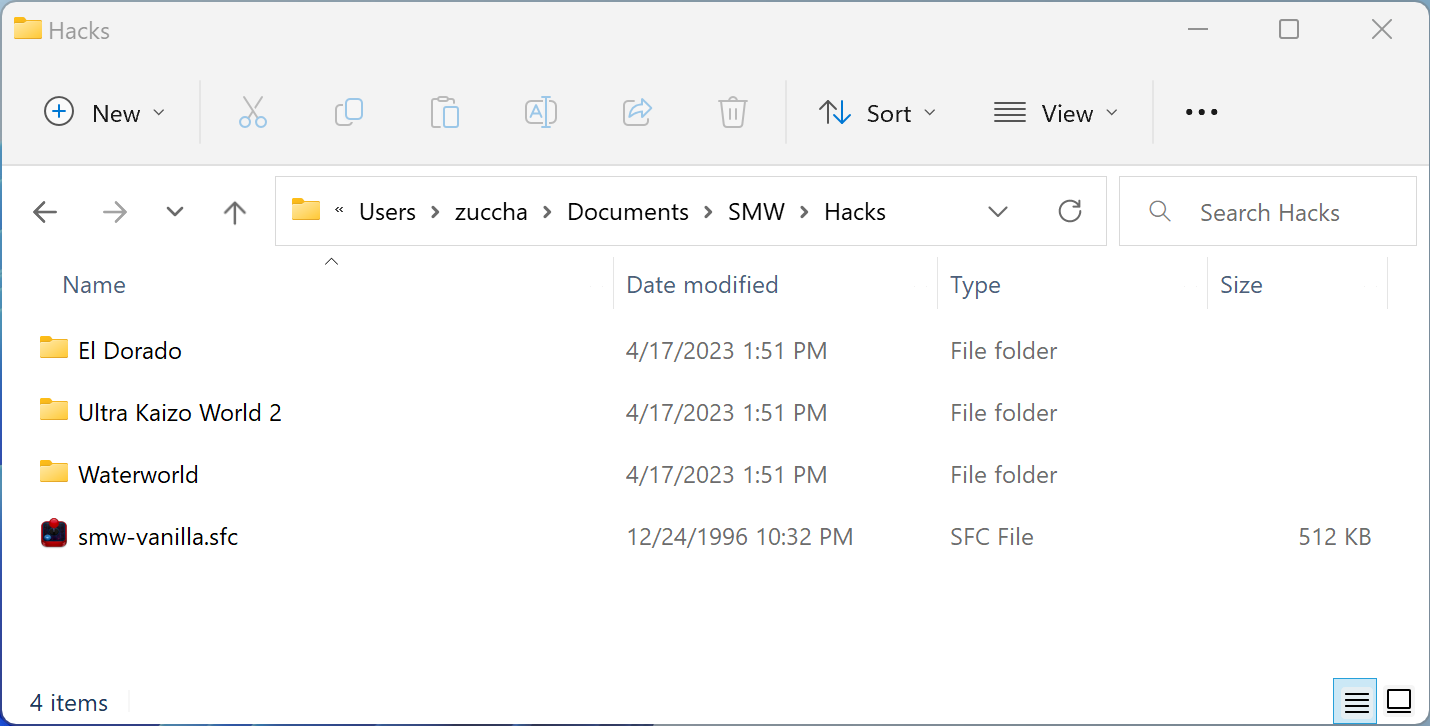 Hacks
New Sort View
« Users > zuccha > Documents > SMW > Hacks Search Hacks
Name Date modified Type Size
El Dorado 4/17/2023 1:51 PM File folder
Ultra Kaizo World 2 4/17/2023 1:51 PM File folder
Waterworld 4/17/2023 1:51 PM File folder
smw-vanilla.sfc 12/24/1996 10:32 PM SFC File 512 KB
4 items